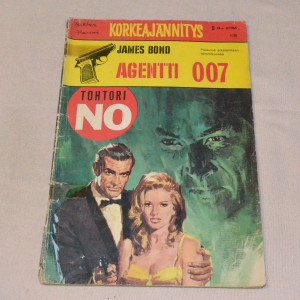 KORKEAJÄNNITYS
JAMES BOND
AGENTTI 007
TOHTORI
NO